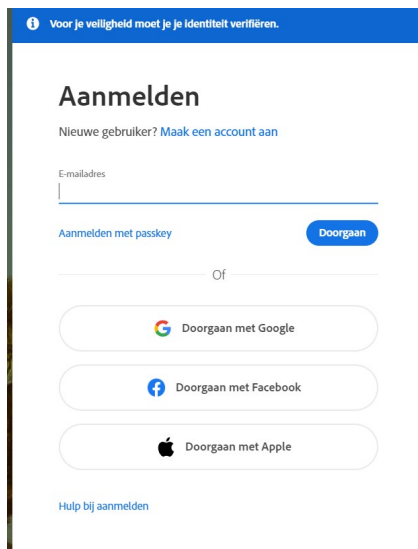 Voor je veiligheid moet je je identiteit verifiëren.
Aanmelden
Nieuwe gebruiker? Maak een account aan
E-mailadres
Aanmelden met passkey
Doorgaan
Of
Doorgaan met Google
Doorgaan met Facebook
Doorgaan met Apple
Hulp bij aanmelden